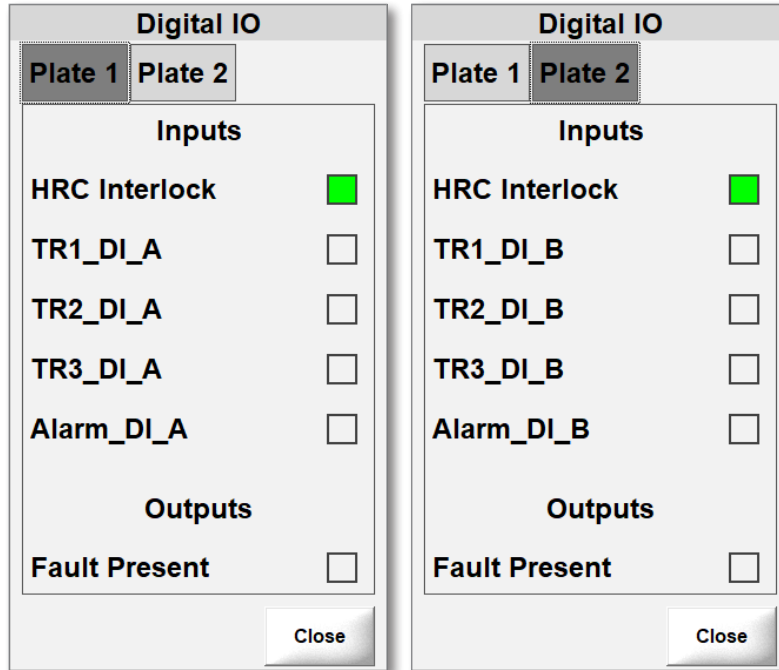 Digital IO
Plate 1 Plate 2
Inputs
HRC Interlock
TR1_DI_A
TR2_DI_A
TR3_DI_A
Alarm_DI_A
Outputs
Fault Present
Close
Digital IO
Plate 1 Plate 2
Inputs
HRC Interlock
TR1_DI_B
TR2_DI_B
TR3_DI_B
Alarm_DI_B
Outputs
Fault Present
Close